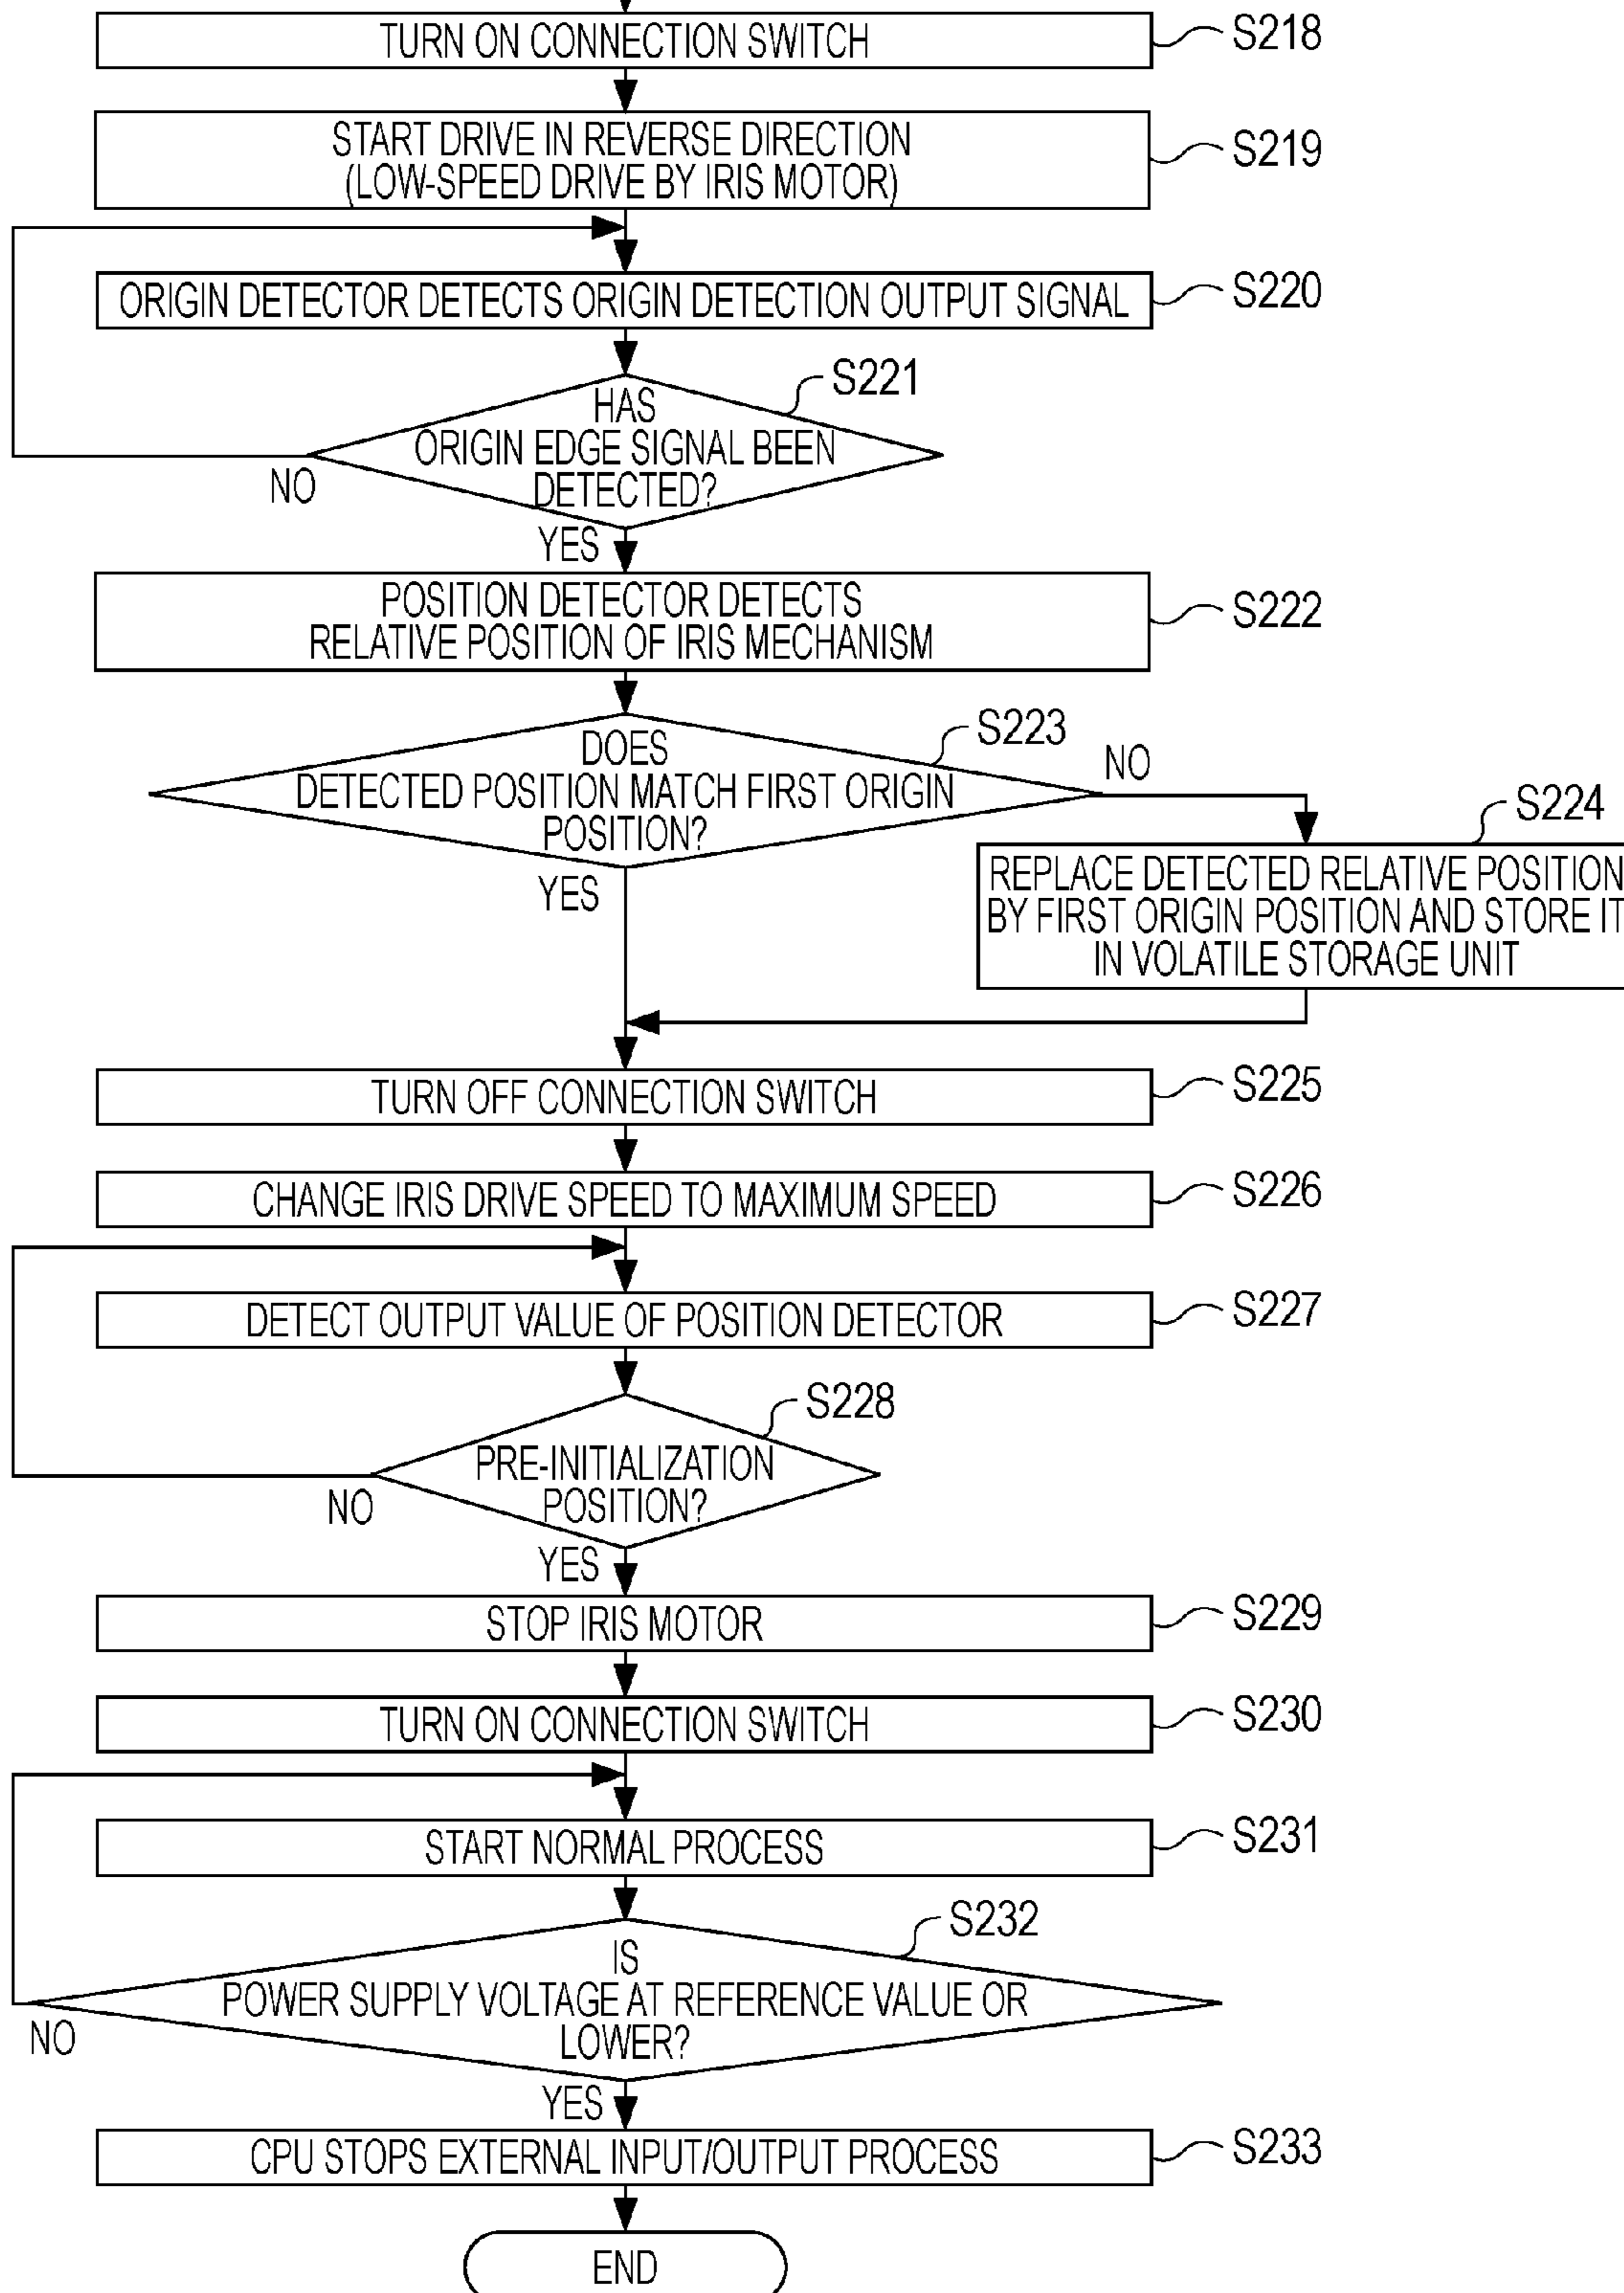 TURN ON CONNECTION SWITCH
S218
START DRIVE IN REVERSE DIRECTION
(LOW-SPEED DRIVE BY IRIS MOTOR)
S219
ORIGIN DETECTOR DETECTS ORIGIN DETECTION OUTPUT SIGNAL
S220
S221
HAS
ORIGIN EDGE SIGNAL BEEN
DETECTED?
NO
YES
POSITION DETECTOR DETECTS
RELATIVE POSITION OF IRIS MECHANISM
S222
S223
DOES
DETECTED POSITION MATCH FIRST ORIGIN
POSITION?
NO
YES
S224
REPLACE DETECTED RELATIVE POSITION
BY FIRST ORIGIN POSITION AND STORE IT
IN VOLATILE STORAGE UNIT
TURN OFF CONNECTION SWITCH
S225
CHANGE IRIS DRIVE SPEED TO MAXIMUM SPEED
S226
DETECT OUTPUT VALUE OF POSITION DETECTOR
S227
S228
PRE-INITIALIZATION
POSITION?
NO
YES
STOP IRIS MOTOR
S229
TURN ON CONNECTION SWITCH
S230
START NORMAL PROCESS
S231
S232
IS
POWER SUPPLY VOLTAGE AT REFERENCE VALUE OR
LOWER?
NO
YES
CPU STOPS EXTERNAL INPUT/OUTPUT PROCESS
S233
END